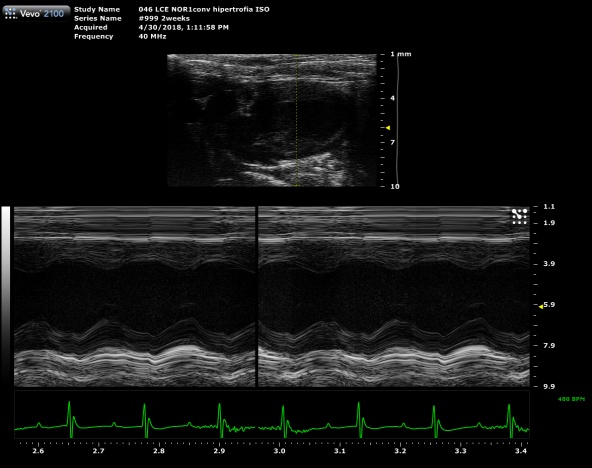 Vevo 2100
Study Name 046 LCE NOR1conv hipertrofia ISO
Series Name #999 2weeks
Acquired 4/30/2018, 1:11:58 PM
Frequency 40 MHz
1 mm
4
7
10
1.1
1.9
3.9
5.9
7.9
9.9
480 BPM
2.6 2.7 2.8 2.9 3.0 3.1 3.2 3.3 3.4